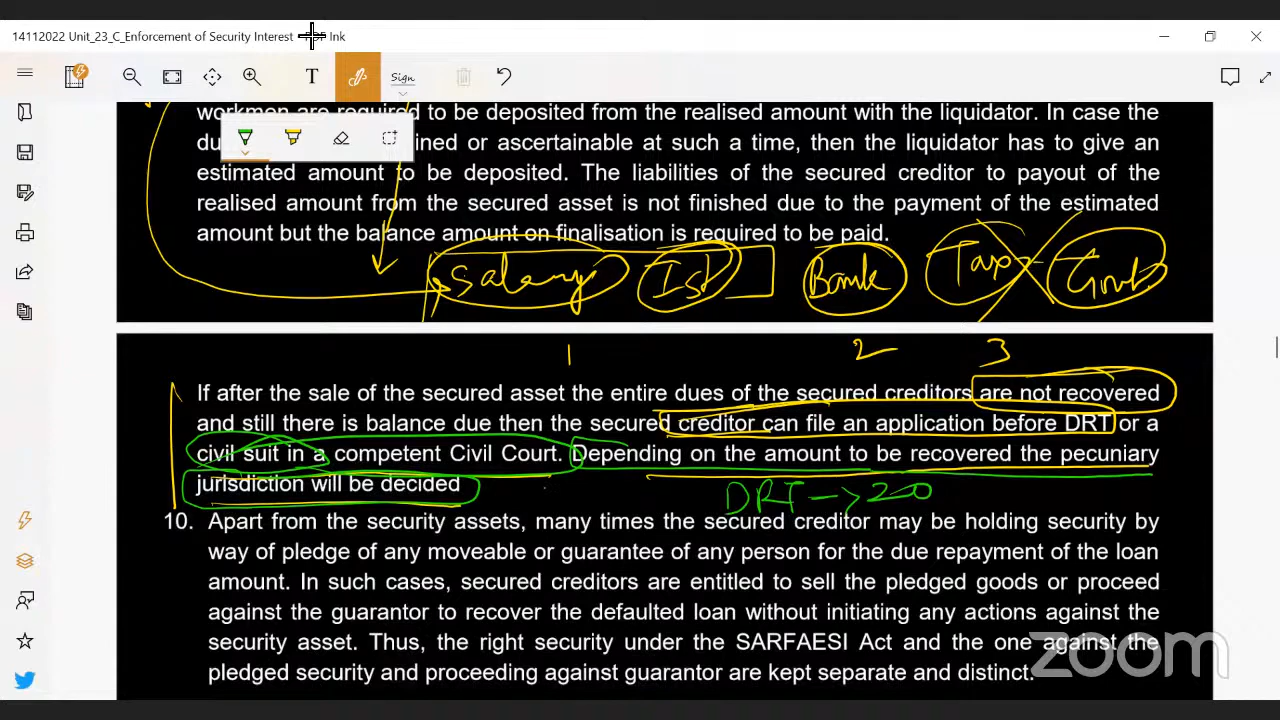 14112022 Unit_23_C_Enforcement of Security Interest - PDF Ink
T
Sign
workmen are required to be deposited from the realised amount with the liquidator. In case the
ined or ascertainable at such a time, then the liquidator has to give an
estimated amount to be deposited. The liabilities of the secured creditor to payout of the
realised amount from the secured asset is not finished due to the payment of the estimated
amount but the balance amount on finalisation is required to be paid.
Salary Ist Bank Tax Govt.
1 2 3
If after the sale of the secured asset the entire dues of the secured creditors are not recovered
and still there is balance due then the secured creditor can file an application before DRT or a
civil suit in a competent Civil Court. Depending on the amount to be recovered the pecuniary
jurisdiction will be decided
DRT -> 20
10. Apart from the security assets, many times the secured creditor may be holding security by
way of pledge of any moveable or guarantee of any person for the due repayment of the loan
amount. In such cases, secured creditors are entitled to sell the pledged goods or proceed
against the guarantor to recover the defaulted loan without initiating any actions against the
security asset. Thus, the right security under the SARFAESI Act and the one against the
pledged security and proceeding against guarantor are kept separate and distinct.
zoom